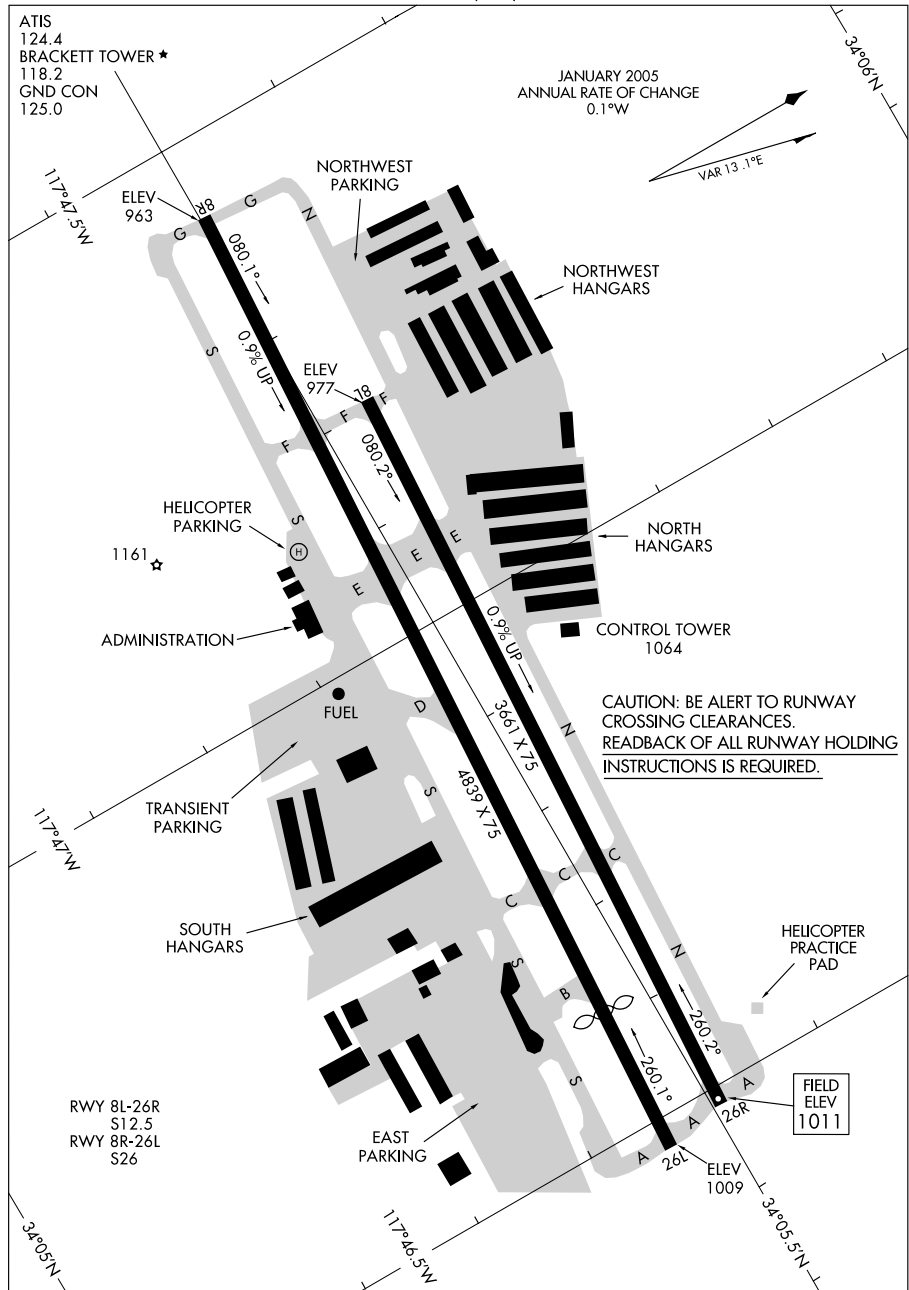 ATIS
124.4
BRACKETT TOWER ★
118.2
GND CON
125.0
JANUARY 2005
ANNUAL RATE OF CHANGE
0.1°W
34°06'N
VAR 13 .1°E
117°47.5'W
NORTHWEST
PARKING
ELEV
963
8R
G
G
N
080.1°
NORTHWEST
HANGARS
S
0.9% UP
ELEV
977
8L
F
F
F
F
080.2°
HELICOPTER
PARKING
H
S
1161
E
E
E
NORTH
HANGARS
0.9% UP
CONTROL TOWER
1064
ADMINISTRATION
FUEL
D
3661 X 75
N
CAUTION: BE ALERT TO RUNWAY
CROSSING CLEARANCES.
READBACK OF ALL RUNWAY HOLDING
INSTRUCTIONS IS REQUIRED.
TRANSIENT
PARKING
S
4839 X 75
117°47'W
C
C
C
SOUTH
HANGARS
S
B
N
HELICOPTER
PRACTICE
PAD
260.2°
260.1°
S
A
A
A
26R
26L
FIELD
ELEV
1011
RWY 8L-26R
S12.5
RWY 8R-26L
S26
EAST
PARKING
ELEV
1009
34°05'N
117°46.5'W
34°05.5'N